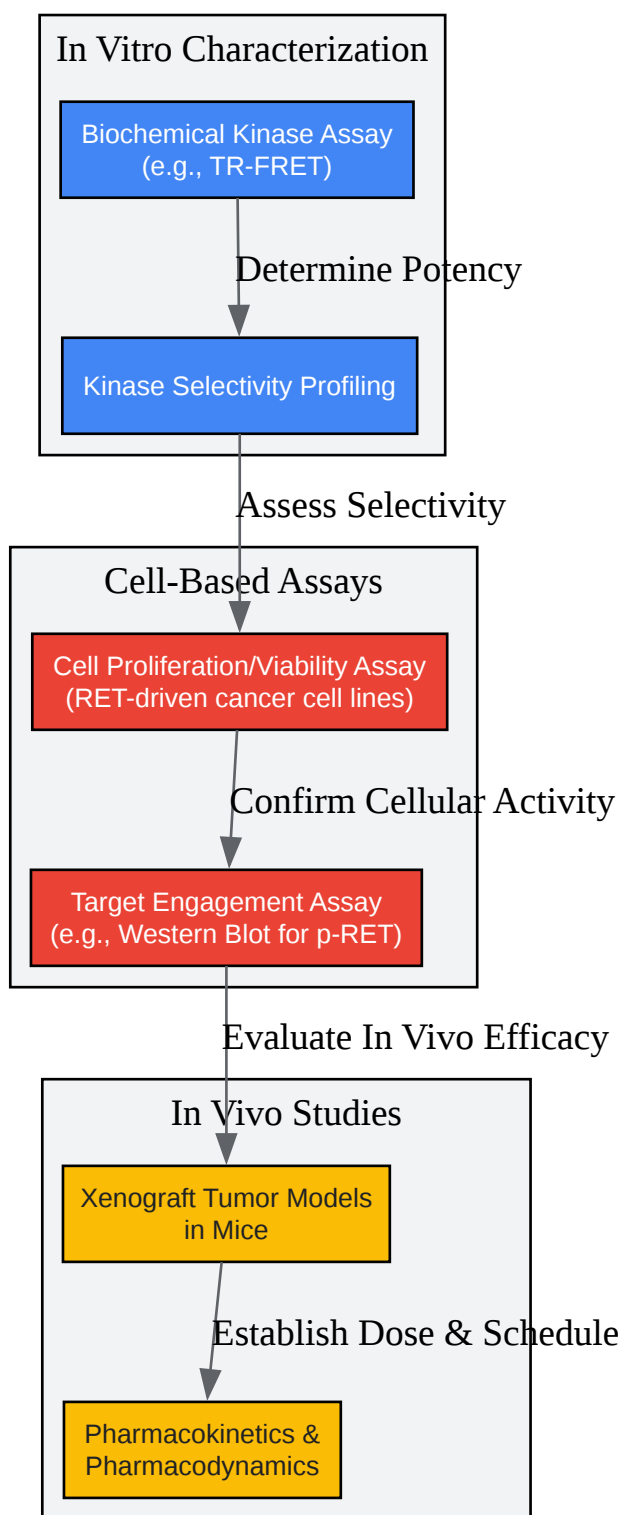 In Vitro Characterization
Biochemical Kinase Assay
(e.g., TR-FRET)
Determine Potency
Kinase Selectivity Profiling
Assess Selectivity
Cell-Based Assays
Cell Proliferation/Viability Assay
(RET-driven cancer cell lines)
Confirm Cellular Activity
Target Engagement Assay
(e.g., Western Blot for p-RET)
Evaluate In Vivo Efficacy
In Vivo Studies
Xenograft Tumor Models
in Mice
Establish Dose & Schedule
Pharmacokinetics &
Pharmacodynamics